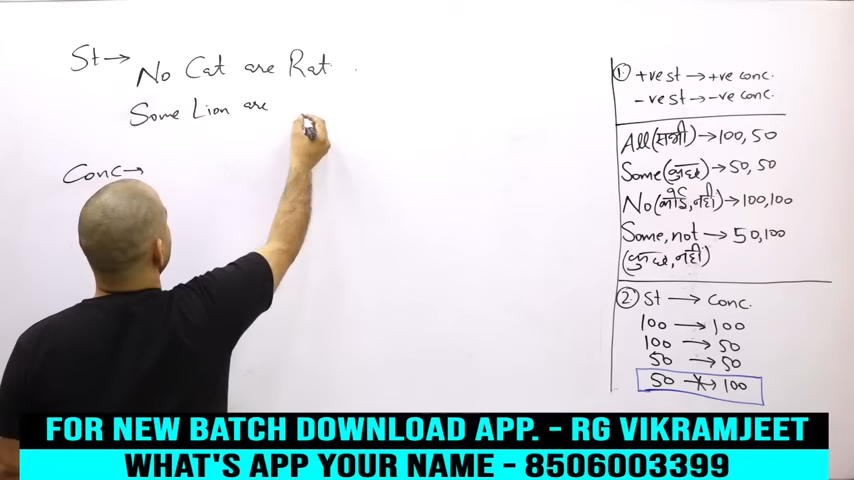 St → No Cat are Rat.
Some Lion are
Conc →
① +ve st → +ve conc.
-ve st → -ve conc.
All (सभी) → 100, 50
Some (कुछ) → 50, 50
No (कोई, नहीं) → 100, 100
Some, not → 50, 100
(कुछ, नहीं)
② St → Conc.
100 → 100
100 → 50
50 → 50
50 → 100
FOR NEW BATCH DOWNLOAD APP. - RG VIKRAMJEET
WHAT'S APP YOUR NAME - 8506003399